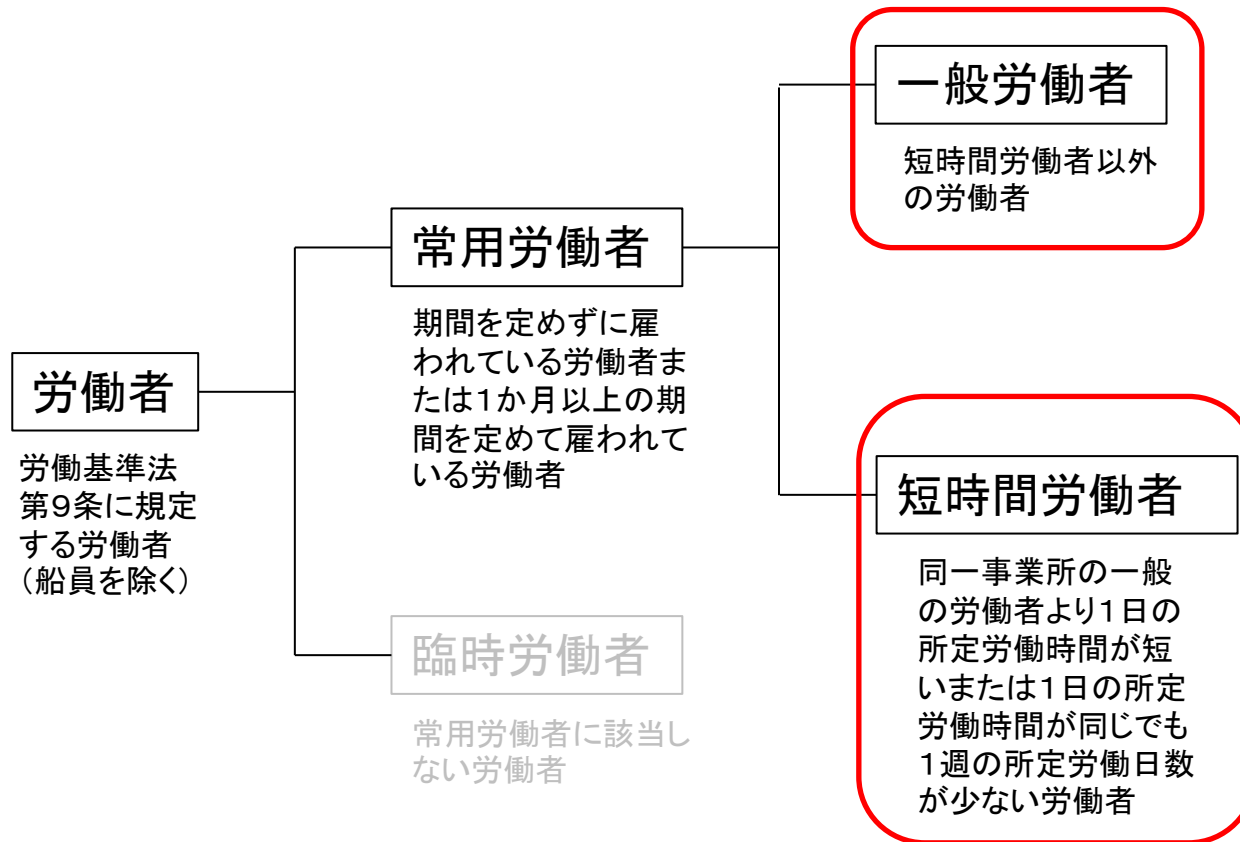 一般労働者
短時間労働者以外
の労働者
常用労働者
期間を定めずに雇
われている労働者ま
たは1か月以上の期
間を定めて雇われて
いる労働者
労働者
労働基準法
第9条に規定
する労働者
(船員を除く)
短時間労働者
同一事業所の一般
の労働者より1日の
所定労働時間が短
いまたは1日の所定
労働時間が同じでも
1週の所定労働日数
が少ない労働者
臨時労働者
常用労働者に該当し
ない労働者